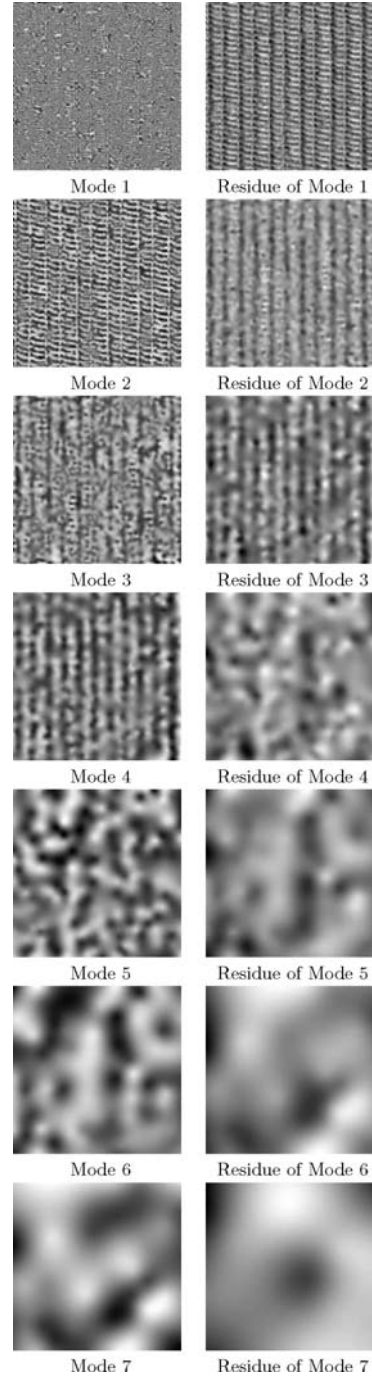 Mode 1 Residue of Mode 1
Mode 2 Residue of Mode 2
Mode 3 Residue of Mode 3
Mode 4 Residue of Mode 4
Mode 5 Residue of Mode 5
Mode 6 Residue of Mode 6
Mode 7 Residue of Mode 7